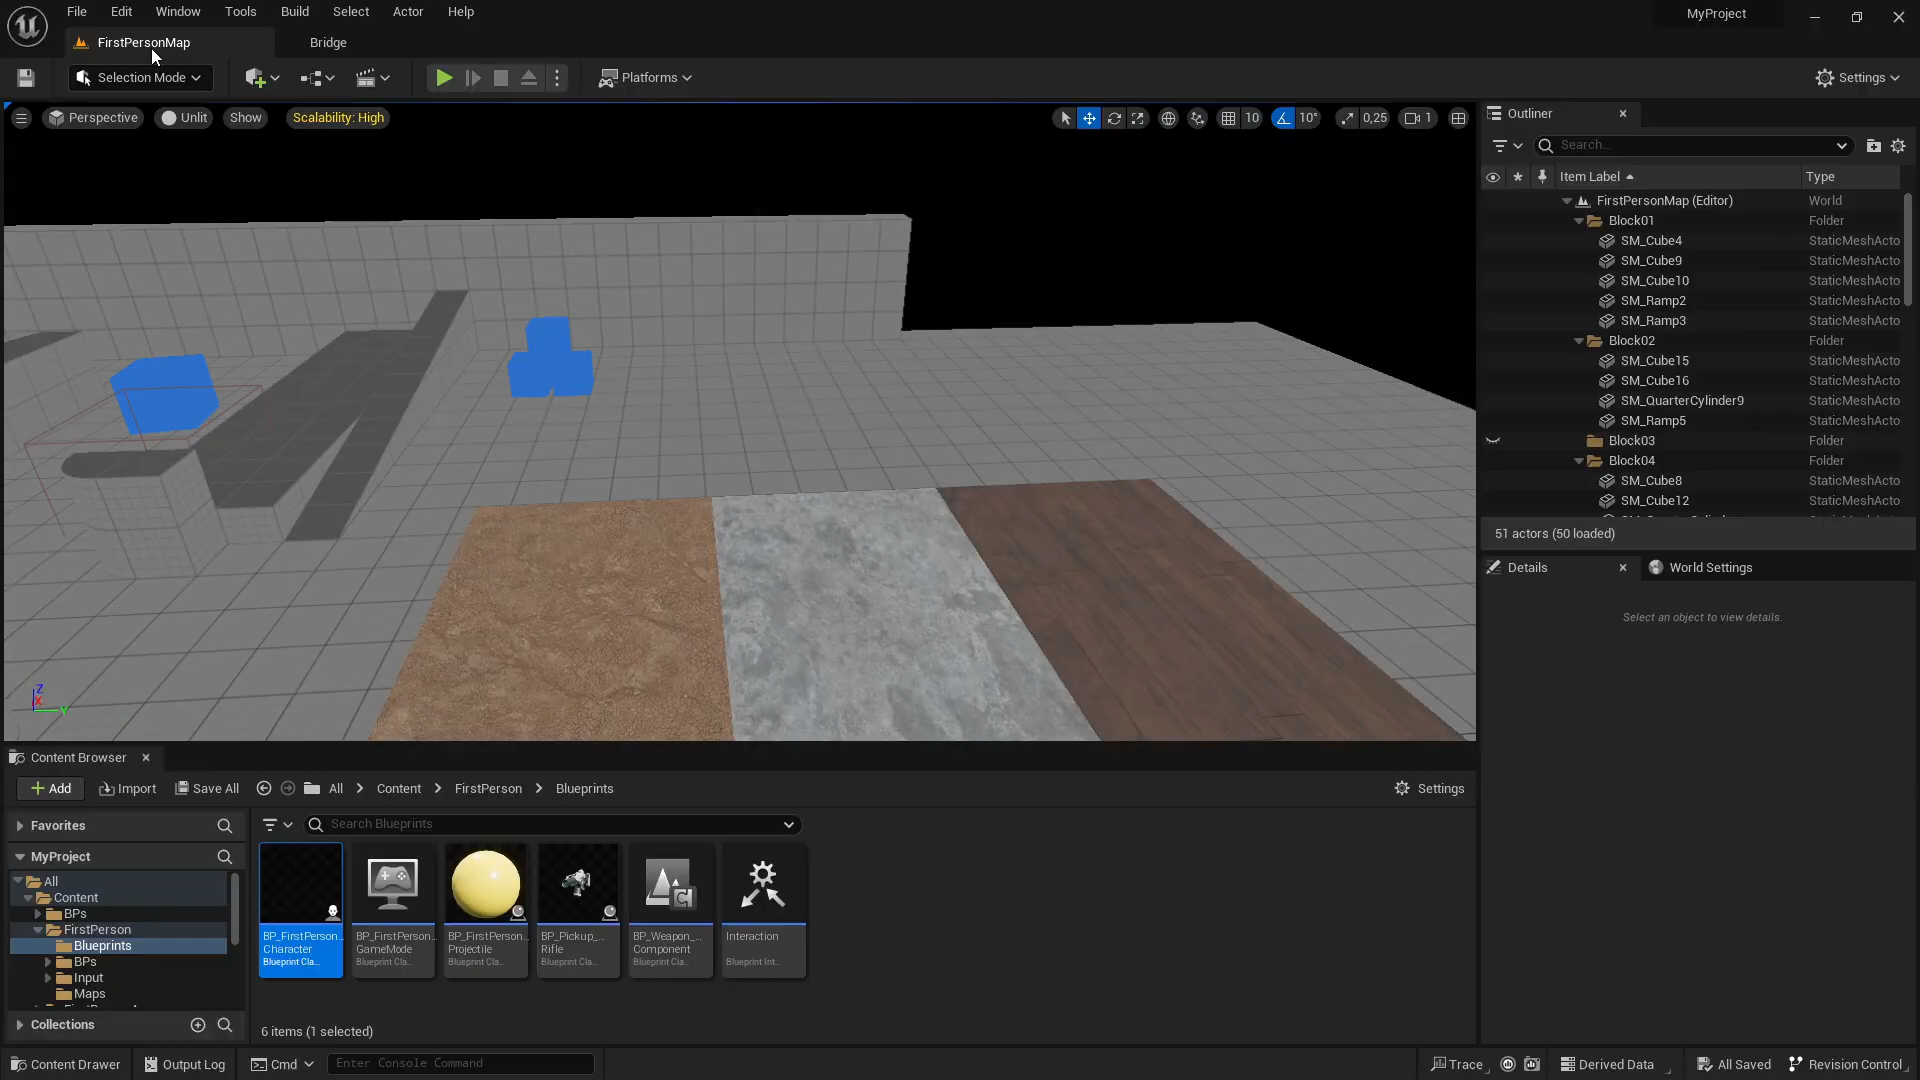 File Edit Window Tools Build Select Actor Help
MyProject
FirstPersonMap
Bridge
Selection Mode
Platforms
Settings
Perspective
Unlit
Show
Scalability: High
10
10°
0,25
1
Outliner
Search...
Item Label
Type
FirstPersonMap (Editor) World
Block01 Folder
SM_Cube4 StaticMeshActo
SM_Cube9 StaticMeshActo
SM_Cube10 StaticMeshActo
SM_Ramp2 StaticMeshActo
SM_Ramp3 StaticMeshActo
Block02 Folder
SM_Cube15 StaticMeshActo
SM_Cube16 StaticMeshActo
SM_QuarterCylinder9 StaticMeshActo
SM_Ramp5 StaticMeshActo
Block03 Folder
Block04 Folder
SM_Cube8 StaticMeshActo
SM_Cube12 StaticMeshActo
51 actors (50 loaded)
Details
World Settings
Select an object to view details.
Z
X
Y
Content Browser
Add
Import
Save All
All
Content
FirstPerson
Blueprints
Settings
Favorites
MyProject
All
Content
BPs
FirstPerson
Blueprints
BPs
Input
Maps
Collections
Search Blueprints
BP_FirstPerson...
Character
Blueprint Cla...
BP_FirstPerson...
GameMode
Blueprint Cla...
BP_FirstPerson...
Projectile
Blueprint Cla...
BP_Pickup_...
Rifle
Blueprint Cla...
BP_Weapon_...
Component
Blueprint Cla...
Interaction
Blueprint Int...
6 items (1 selected)
Content Drawer
Output Log
Cmd
Enter Console Command
Trace
Derived Data
All Saved
Revision Control